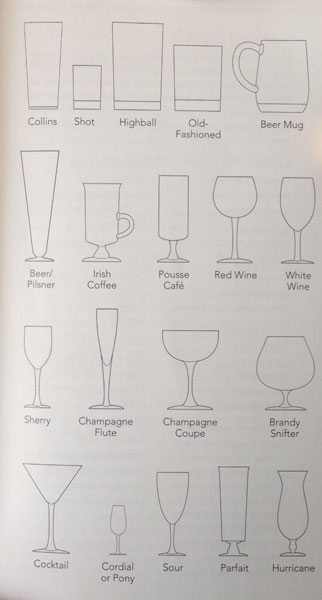 Collins
Shot
Highball
Old-
Fashioned
Beer Mug
Beer/
Pilsner
Irish
Coffee
Pousse
Café
Red Wine
White
Wine
Sherry
Champagne
Flute
Champagne
Coupe
Brandy
Snifter
Cocktail
Cordial
or Pony
Sour
Parfait
Hurricane